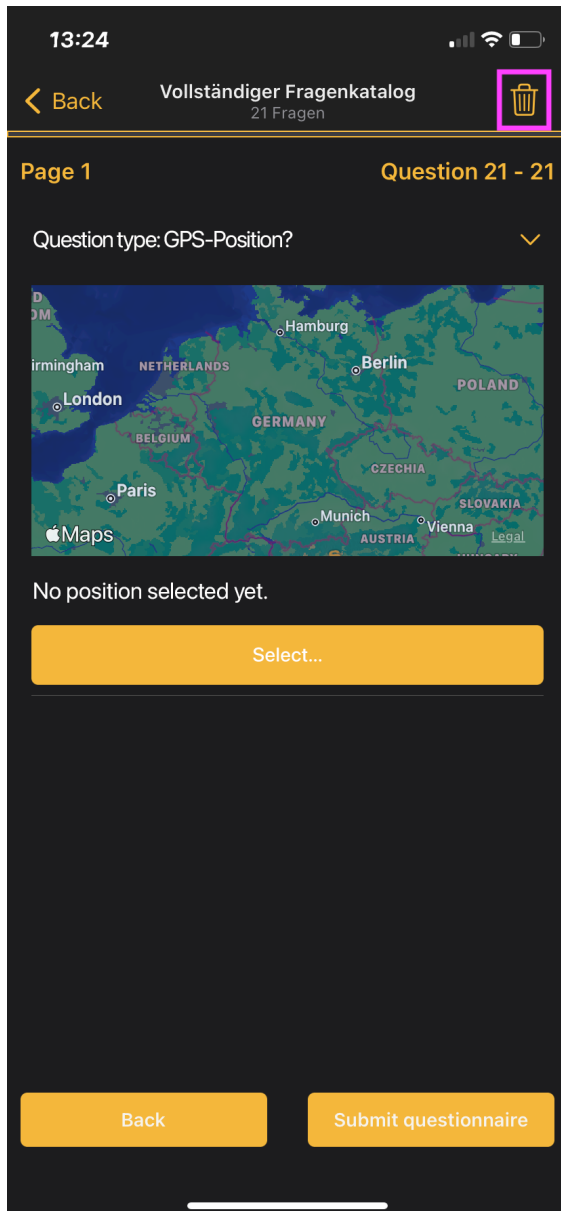 13:24
Back
Vollständiger Fragenkatalog
21 Fragen
Page 1
Question 21 - 21
Question type: GPS-Position?
D
OM
Hamburg
irmingham
NETHERLANDS
Berlin
POLAND
London
GERMANY
BELGIUM
CZECHIA
Paris
SLOVAKIA
Munich
Vienna
Maps
AUSTRIA
Legal
No position selected yet.
Select...
Back
Submit questionnaire